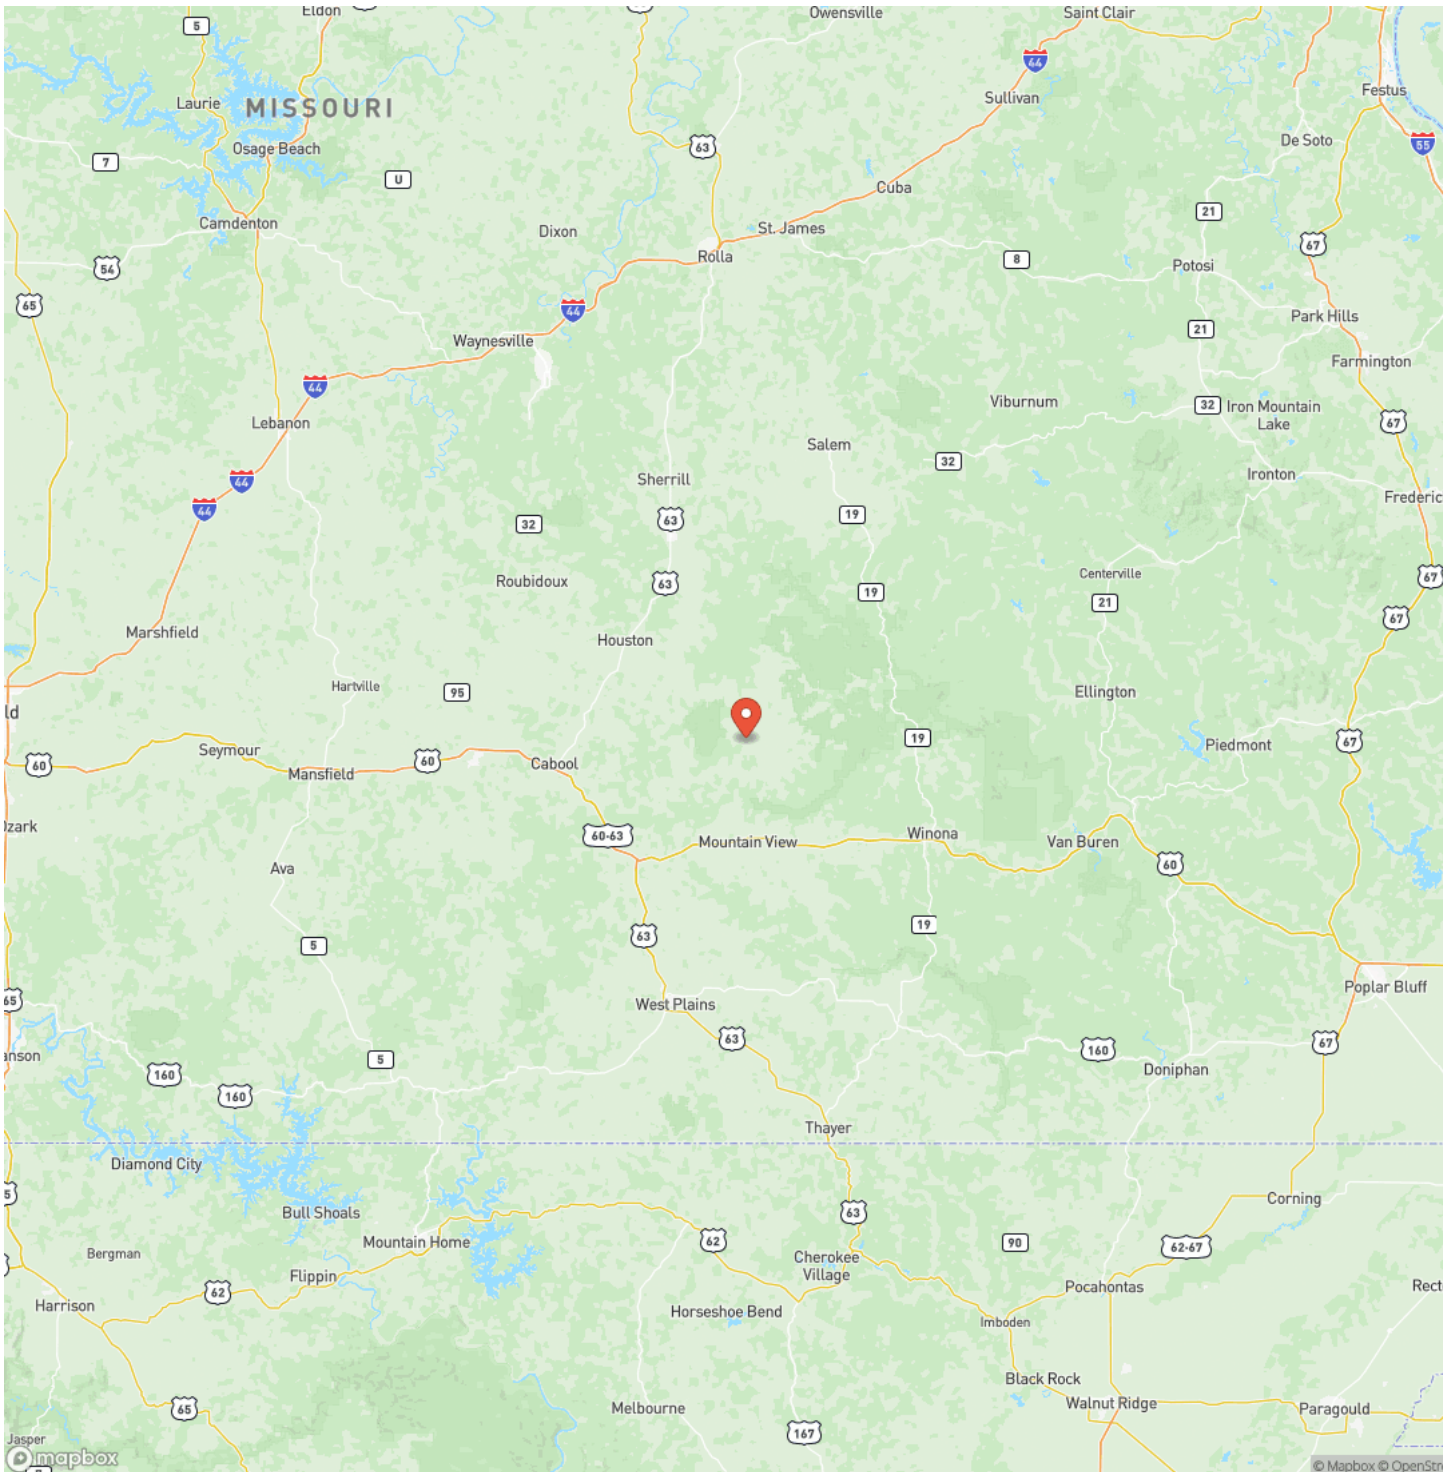 Eldon
Owensville
Saint Clair
5
44
Laurie
MISSOURI
Sullivan
Festus
Osage Beach
63
De Soto
55
7
U
Cuba
Camdenton
Dixon
St. James
21
Rolla
8
67
54
Potosi
65
44
Park Hills
Waynesville
21
Farmington
44
Viburnum
32
Iron Mountain
Lake
Lebanon
67
Salem
44
Sherrill
32
Ironton
44
63
19
Frederic
32
Roubidoux
63
19
Centerville
67
21
67
Marshfield
Houston
Hartville
95
Ellington
ld
19
67
Seymour
60
Mansfield
60
Cabool
Piedmont
Ozark
60-63
Mountain View
Winona
Van Buren
60
Ava
5
63
19
65
West Plains
Poplar Bluff
63
67
anson
5
160
160
160
Doniphan
Thayer
Diamond City
5
Bull Shoals
63
Corning
Mountain Home
62
90
62-67
Bergman
Cherokee
Village
Flippin
62
Pocahontas
Rect
Harrison
Horseshoe Bend
Imboden
65
Melbourne
Black Rock
Walnut Ridge
Paragould
167
Jasper
mapbox
© Mapbox © OpenStre